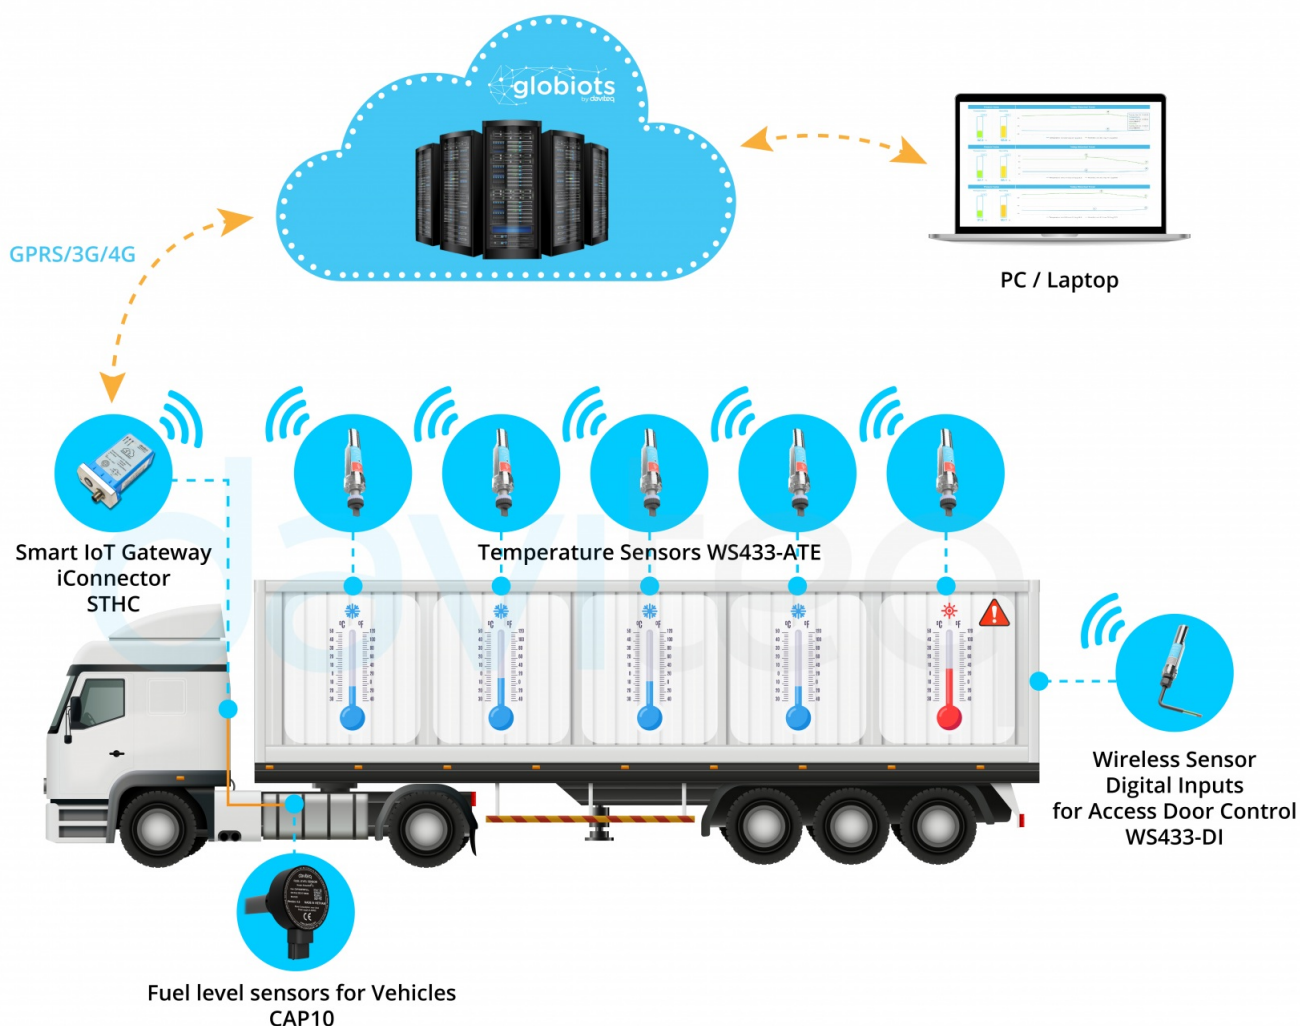 globiots
by daviteq
GPRS/3G/4G
PC / Laptop
Smart IoT Gateway
iConnector
STHC
Temperature Sensors WS433-ATE
daviteq
°C °F
°C °F
°C °F
°C °F
°C °F
Wireless Sensor
Digital Inputs
for Access Door Control
WS433-DI
Fuel level sensors for Vehicles
CAP10